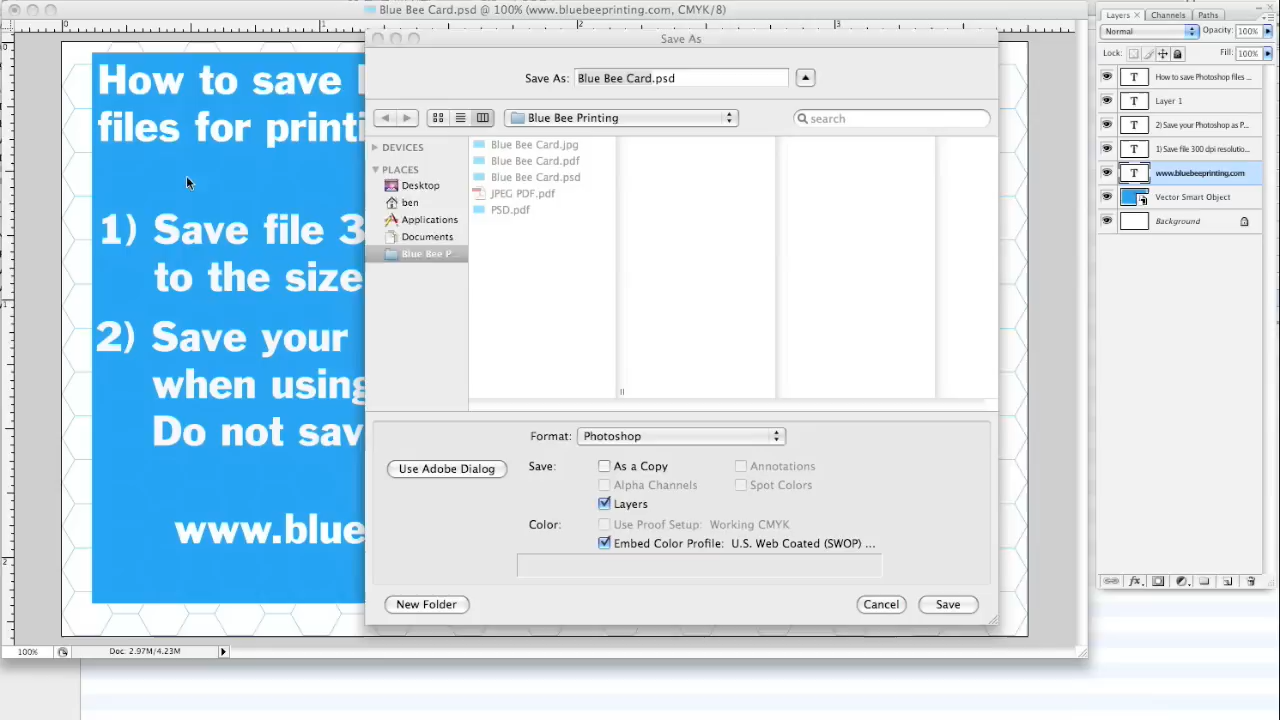 Blue Bee Card.psd @ 100% (www.bluebeeprinting.com, CMYK/8)
0 1 2 3
Save As
Save As: Blue Bee Card.psd
Blue Bee Printing
search
DEVICES
PLACES
Desktop
ben
Applications
Documents
Blue Bee P...
Blue Bee Card.jpg
Blue Bee Card.pdf
Blue Bee Card.psd
JPEG PDF.pdf
PSD.pdf
Format: Photoshop
Use Adobe Dialog
Save: As a Copy Annotations
Alpha Channels Spot Colors
Layers
Color: Use Proof Setup: Working CMYK
Embed Color Profile: U.S. Web Coated (SWOP) ...
New Folder
Cancel Save
How to save
files for printi
1) Save file 3
to the size
2) Save your
when using
Do not sav
www.blue
100% Doc: 2.97M/4.23M
Layers × Channels Paths
Normal Opacity: 100%
Lock: Fill: 100%
T How to save Photoshop files ...
T Layer 1
T 2) Save your Photoshop as P...
T 1) Save file 300 dpi resolutio...
T www.bluebeeprinting.com
Vector Smart Object
Background